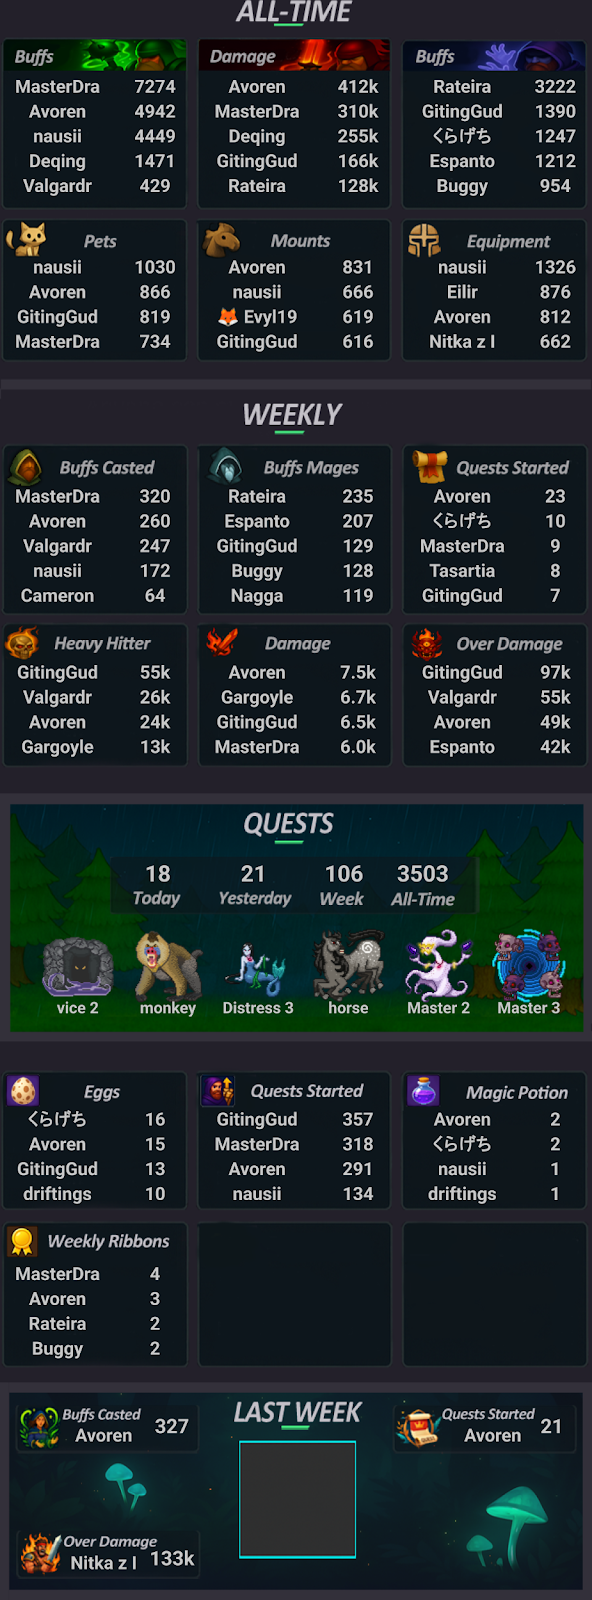 ALL-TIME
Buffs
MasterDra 7274
Avoren 4942
nausii 4449
Deqing 1471
Valgardr 429
Damage
Avoren 412k
MasterDra 310k
Deqing 255k
GitingGud 166k
Rateira 128k
Buffs
Rateira 3222
GitingGud 1390
くらげち 1247
Espanto 1212
Buggy 954
Pets
nausii 1030
Avoren 866
GitingGud 819
MasterDra 734
Mounts
Avoren 831
nausii 666
🦊 Evyl19 619
GitingGud 616
Equipment
nausii 1326
Eilir 876
Avoren 812
Nitka z I 662
WEEKLY
Buffs Casted
MasterDra 320
Avoren 260
Valgardr 247
nausii 172
Cameron 64
Buffs Mages
Rateira 235
Espanto 207
GitingGud 129
Buggy 128
Nagga 119
Quests Started
Avoren 23
くらげち 10
MasterDra 9
Tasartia 8
GitingGud 7
Heavy Hitter
GitingGud 55k
Valgardr 26k
Avoren 24k
Gargoyle 13k
Damage
Avoren 7.5k
Gargoyle 6.7k
GitingGud 6.5k
MasterDra 6.0k
Over Damage
GitingGud 97k
Valgardr 55k
Avoren 49k
Espanto 42k
QUESTS
18 21 106 3503
Today Yesterday Week All-Time
vice 2 monkey Distress 3 horse Master 2 Master 3
Eggs
くらげち 16
Avoren 15
GitingGud 13
driftings 10
Quests Started
GitingGud 357
MasterDra 318
Avoren 291
nausii 134
Magic Potion
Avoren 2
くらげち 2
nausii 1
driftings 1
Weekly Ribbons
MasterDra 4
Avoren 3
Rateira 2
Buggy 2
LAST WEEK
Buffs Casted
Avoren 327
Quests Started
Avoren 21
Over Damage
Nitka z I 133k